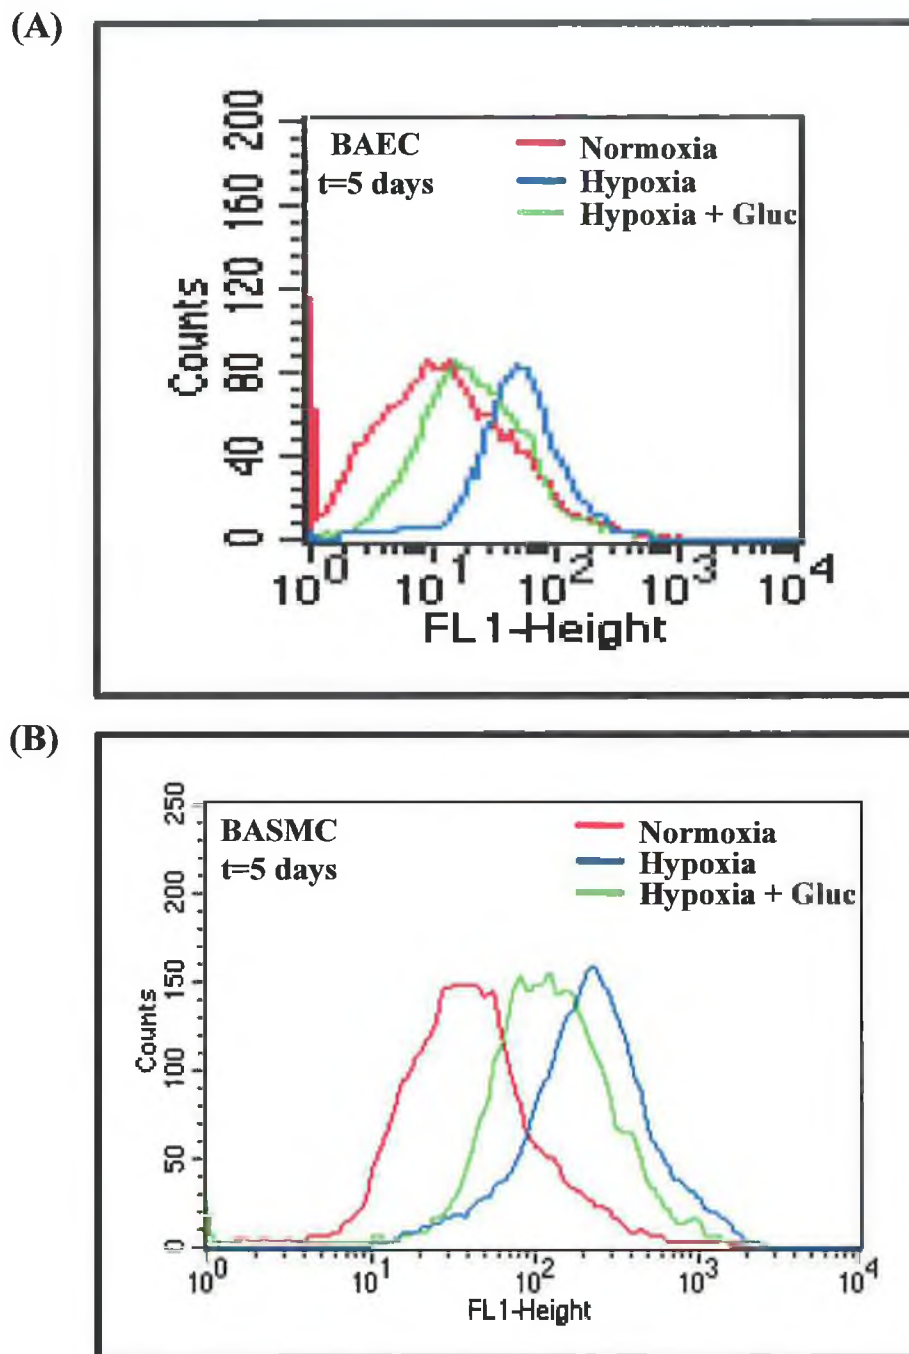 (A)
BAEC
t=5 days
Normoxia
Hypoxia
Hypoxia + Gluc
Counts
200
160
120
80
40
0
10^0 10^1 10^2 10^3 10^4
FL1-Height
(B)
BASMC
t=5 days
Normoxia
Hypoxia
Hypoxia + Gluc
Counts
250
200
150
100
50
0
10^0 10^1 10^2 10^3 10^4
FL1-Height